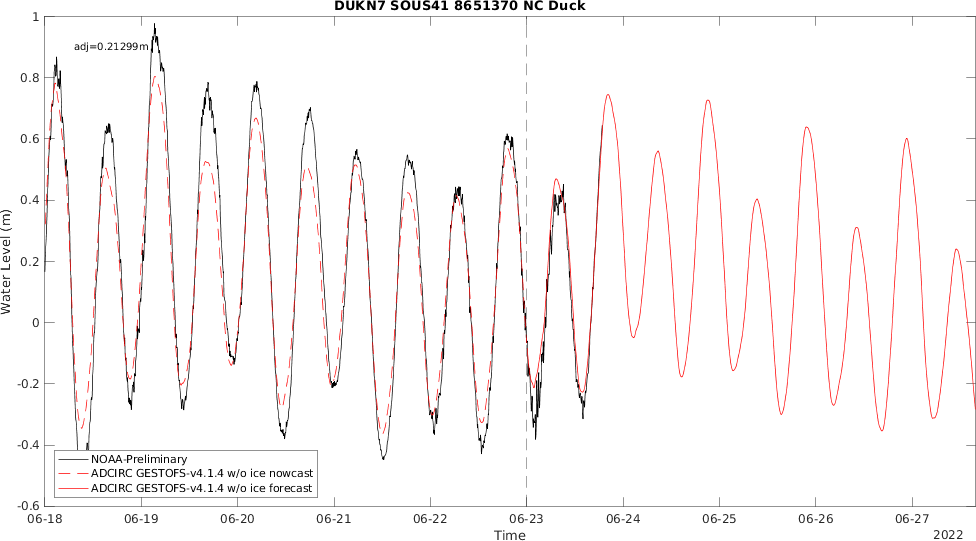 DUKN7 SOUS41 8651370 NC Duck
adj=0.21299m
1
0.8
0.6
0.4
0.2
0
-0.2
-0.4
-0.6
Water Level (m)
NOAA-Preliminary
ADCIRC GESTOFS-v4.1.4 w/o ice nowcast
ADCIRC GESTOFS-v4.1.4 w/o ice forecast
06-18 06-19 06-20 06-21 06-22 06-23 06-24 06-25 06-26 06-27
Time
2022